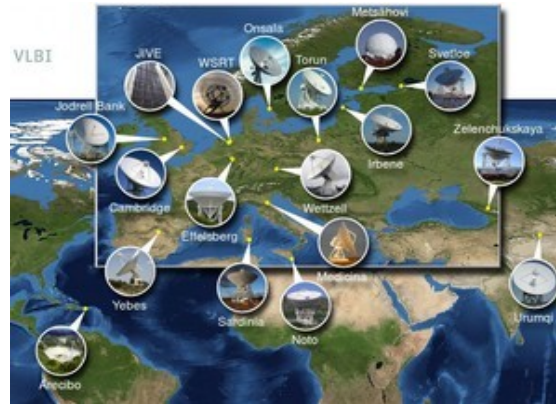 VLBI
Onsala
Metsähovi
JIVE
WSRT
Torun
Svetloe
Jodrell Bank
Zelenchukskaya
Irbene
Cambridge
Wettzell
Effelsberg
Medicina
Yebes
Sardinia
Noto
Urumqi
Arecibo